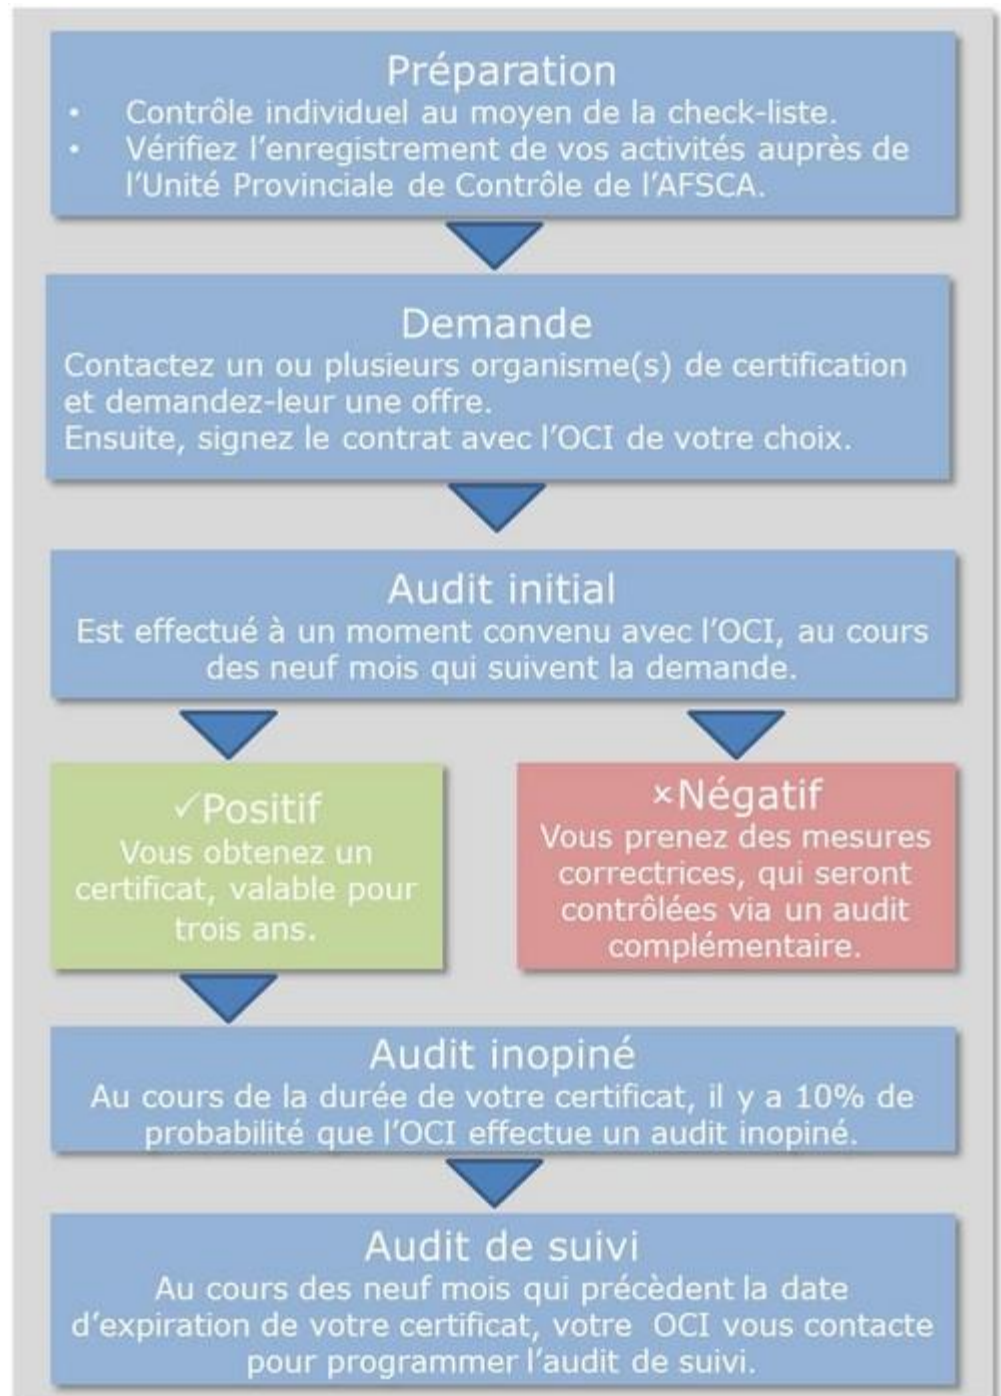 Préparation
• Contrôle individuel au moyen de la check-liste.
• Vérifiez l'enregistrement de vos activités auprès de
l'Unité Provinciale de Contrôle de l'AFSCA.
Demande
Contactez un ou plusieurs organisme(s) de certification
et demandez-leur une offre.
Ensuite, signez le contrat avec l'OCI de votre choix.
Audit initial
Est effectué à un moment convenu avec l'OCI, au cours
des neuf mois qui suivent la demande.
✓Positif
Vous obtenez un
certificat, valable pour
trois ans.
×Négatif
Vous prenez des mesures
correctrices, qui seront
contrôlées via un audit
complémentaire.
Audit inopiné
Au cours de la durée de votre certificat, il y a 10% de
probabilité que l'OCI effectue un audit inopiné.
Audit de suivi
Au cours des neuf mois qui précèdent la date
d'expiration de votre certificat, votre OCI vous contacte
pour programmer l'audit de suivi.